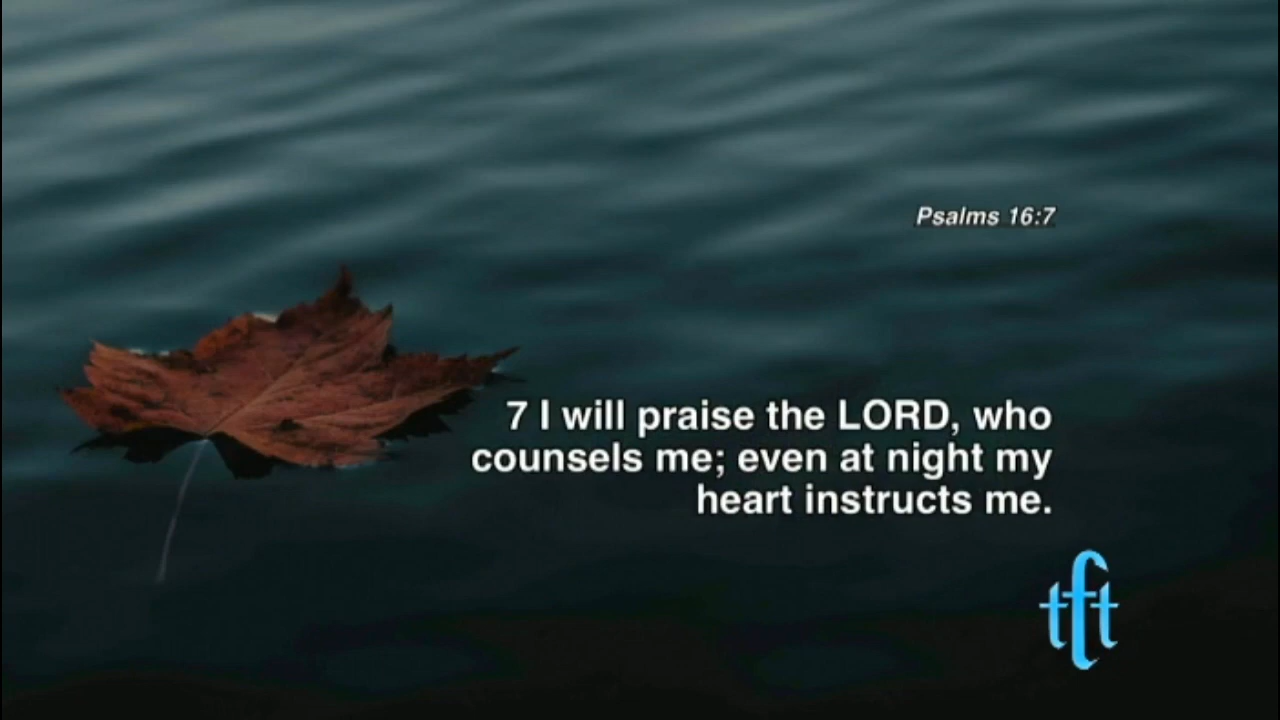 Psalms 16:7
7 I will praise the LORD, who
counsels me; even at night my
heart instructs me.
tft